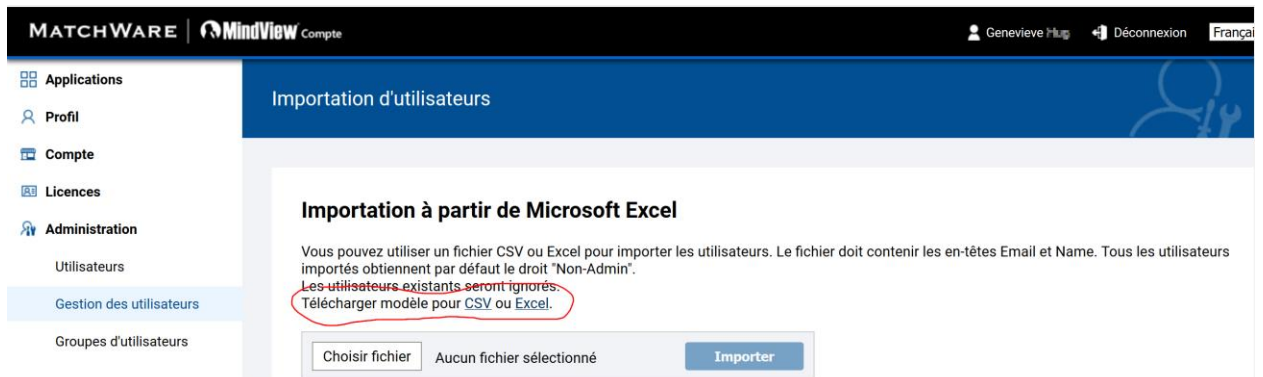 MATCHWARE | MindView Compte
Genevieve
Déconnexion
Françai
Applications
Profil
Compte
Licences
Administration
Utilisateurs
Gestion des utilisateurs
Groupes d'utilisateurs
Importation d'utilisateurs
Importation à partir de Microsoft Excel
Vous pouvez utiliser un fichier CSV ou Excel pour importer les utilisateurs. Le fichier doit contenir les en-têtes Email et Name. Tous les utilisateurs
importés obtiennent par défaut le droit "Non-Admin".
Les utilisateurs existants seront ignorés.
Télécharger modèle pour CSV ou Excel.
Choisir fichier
Aucun fichier sélectionné
Importer